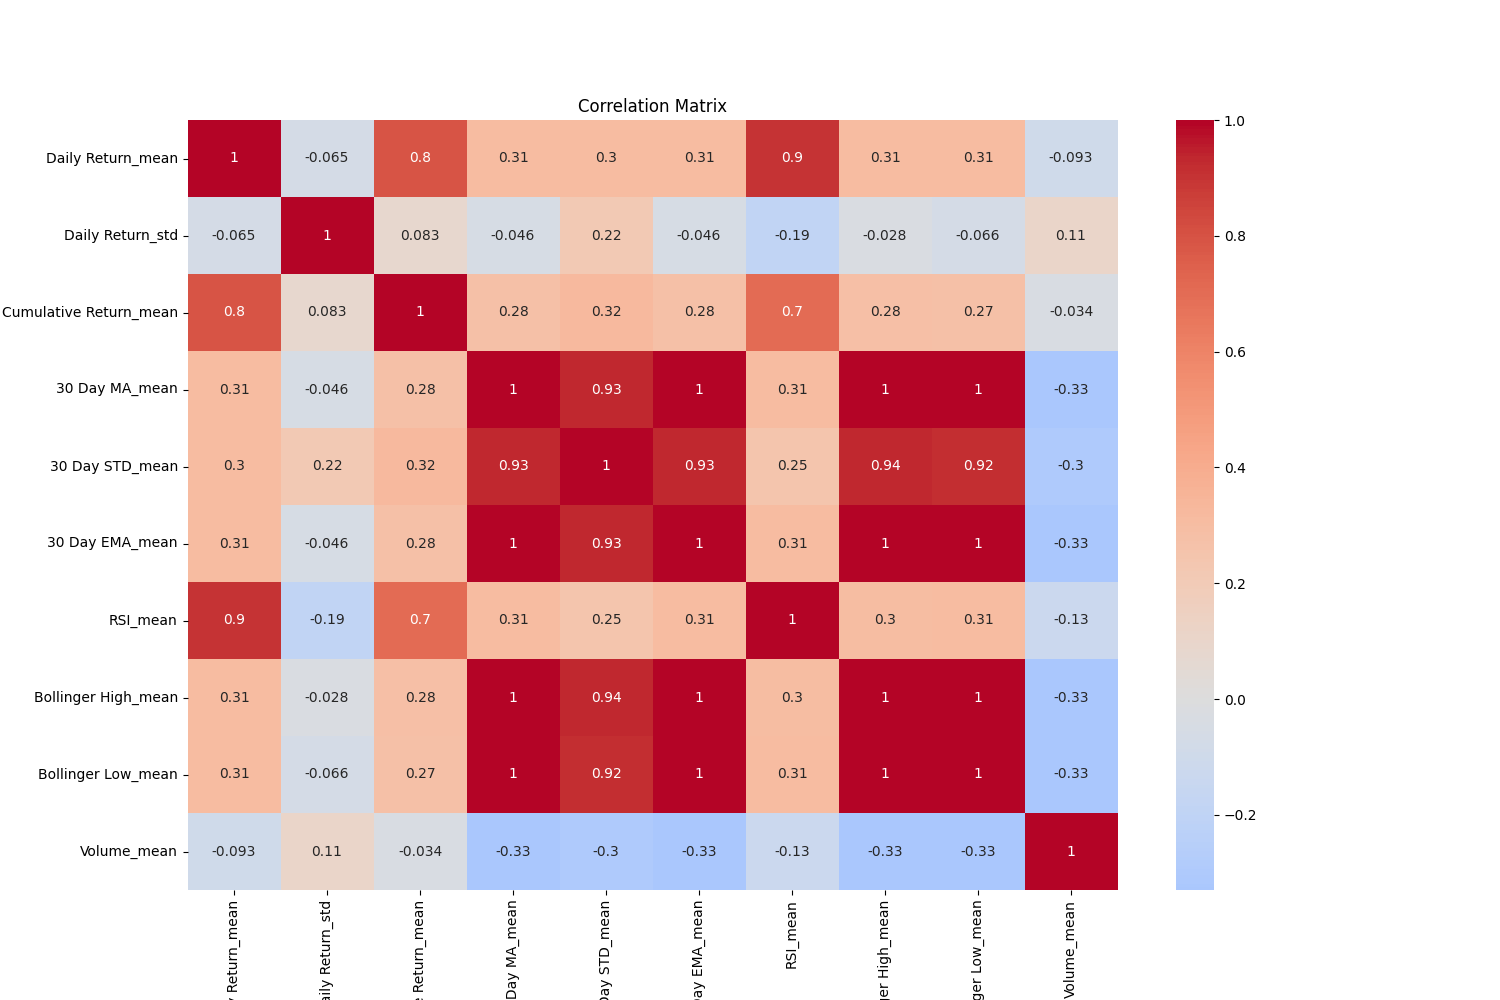 Correlation Matrix
Daily Return_mean 1 -0.065 0.8 0.31 0.3 0.31 0.9 0.31 0.31 -0.093
Daily Return_std -0.065 1 0.083 -0.046 0.22 -0.046 -0.19 -0.028 -0.066 0.11
Cumulative Return_mean 0.8 0.083 1 0.28 0.32 0.28 0.7 0.28 0.27 -0.034
30 Day MA_mean 0.31 -0.046 0.28 1 0.93 1 0.31 1 1 -0.33
30 Day STD_mean 0.3 0.22 0.32 0.93 1 0.93 0.25 0.94 0.92 -0.3
30 Day EMA_mean 0.31 -0.046 0.28 1 0.93 1 0.31 1 1 -0.33
RSI_mean 0.9 -0.19 0.7 0.31 0.25 0.31 1 0.3 0.31 -0.13
Bollinger High_mean 0.31 -0.028 0.28 1 0.94 1 0.3 1 1 -0.33
Bollinger Low_mean 0.31 -0.066 0.27 1 0.92 1 0.31 1 1 -0.33
Volume_mean -0.093 0.11 -0.034 -0.33 -0.3 -0.33 -0.13 -0.33 -0.33 1
Return_mean
Return_std
Return_mean
Day MA_mean
STD_mean
EMA_mean
RSI_mean
High_mean
Low_mean
Volume_mean
1.0
0.8
0.6
0.4
0.2
0.0
−0.2